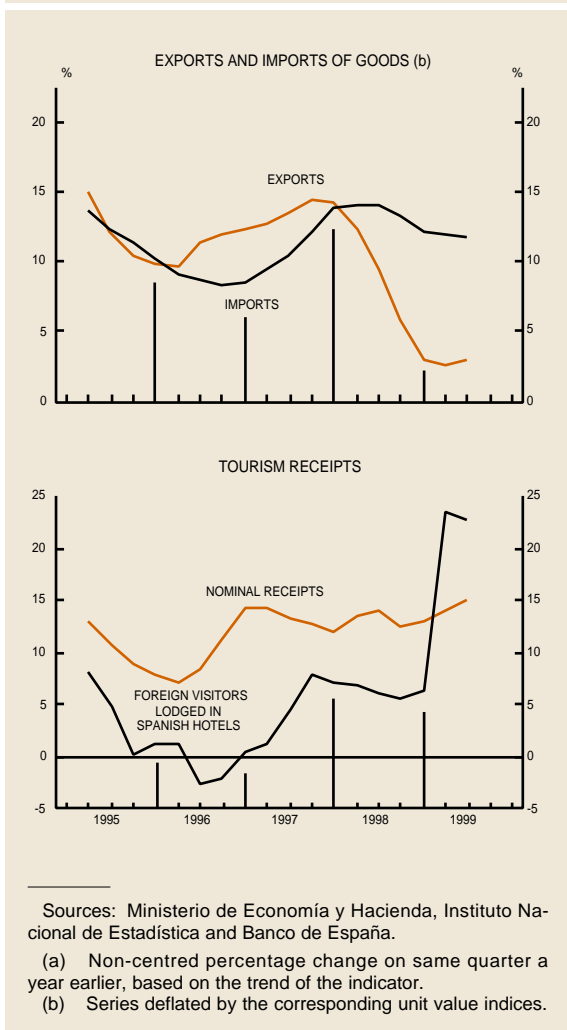 EXPORTS AND IMPORTS OF GOODS (b)
% %
20 20
15 15
EXPORTS
10 10
IMPORTS
5 5
0 0
TOURISM RECEIPTS
25 25
20 20
NOMINAL RECEIPTS
15 15
10 10
FOREIGN VISITORS
LODGED IN
SPANISH HOTELS
5 5
0 0
-5 -5
1995 1996 1997 1998 1999
Sources: Ministerio de Economía y Hacienda, Instituto Na-
cional de Estadística and Banco de España.
(a) Non-centred percentage change on same quarter a
year earlier, based on the trend of the indicator.
(b) Series deflated by the corresponding unit value indices.